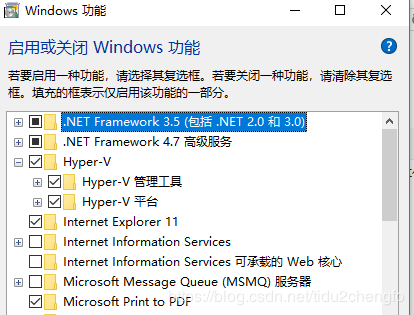 Windows 功能
启用或关闭 Windows 功能
若要启用一种功能，请选择其复选框。若要关闭一种功能，请清除其复选
框。填充的框表示仅启用该功能的一部分。
.NET Framework 3.5 (包括 .NET 2.0 和 3.0)
.NET Framework 4.7 高级服务
Hyper-V
Hyper-V 管理工具
Hyper-V 平台
Internet Explorer 11
Internet Information Services
Internet Information Services 可承载的 Web 核心
Microsoft Message Queue (MSMQ) 服务器
Microsoft Print to PDF
https://blog.csdn.net/tidu2chengfo